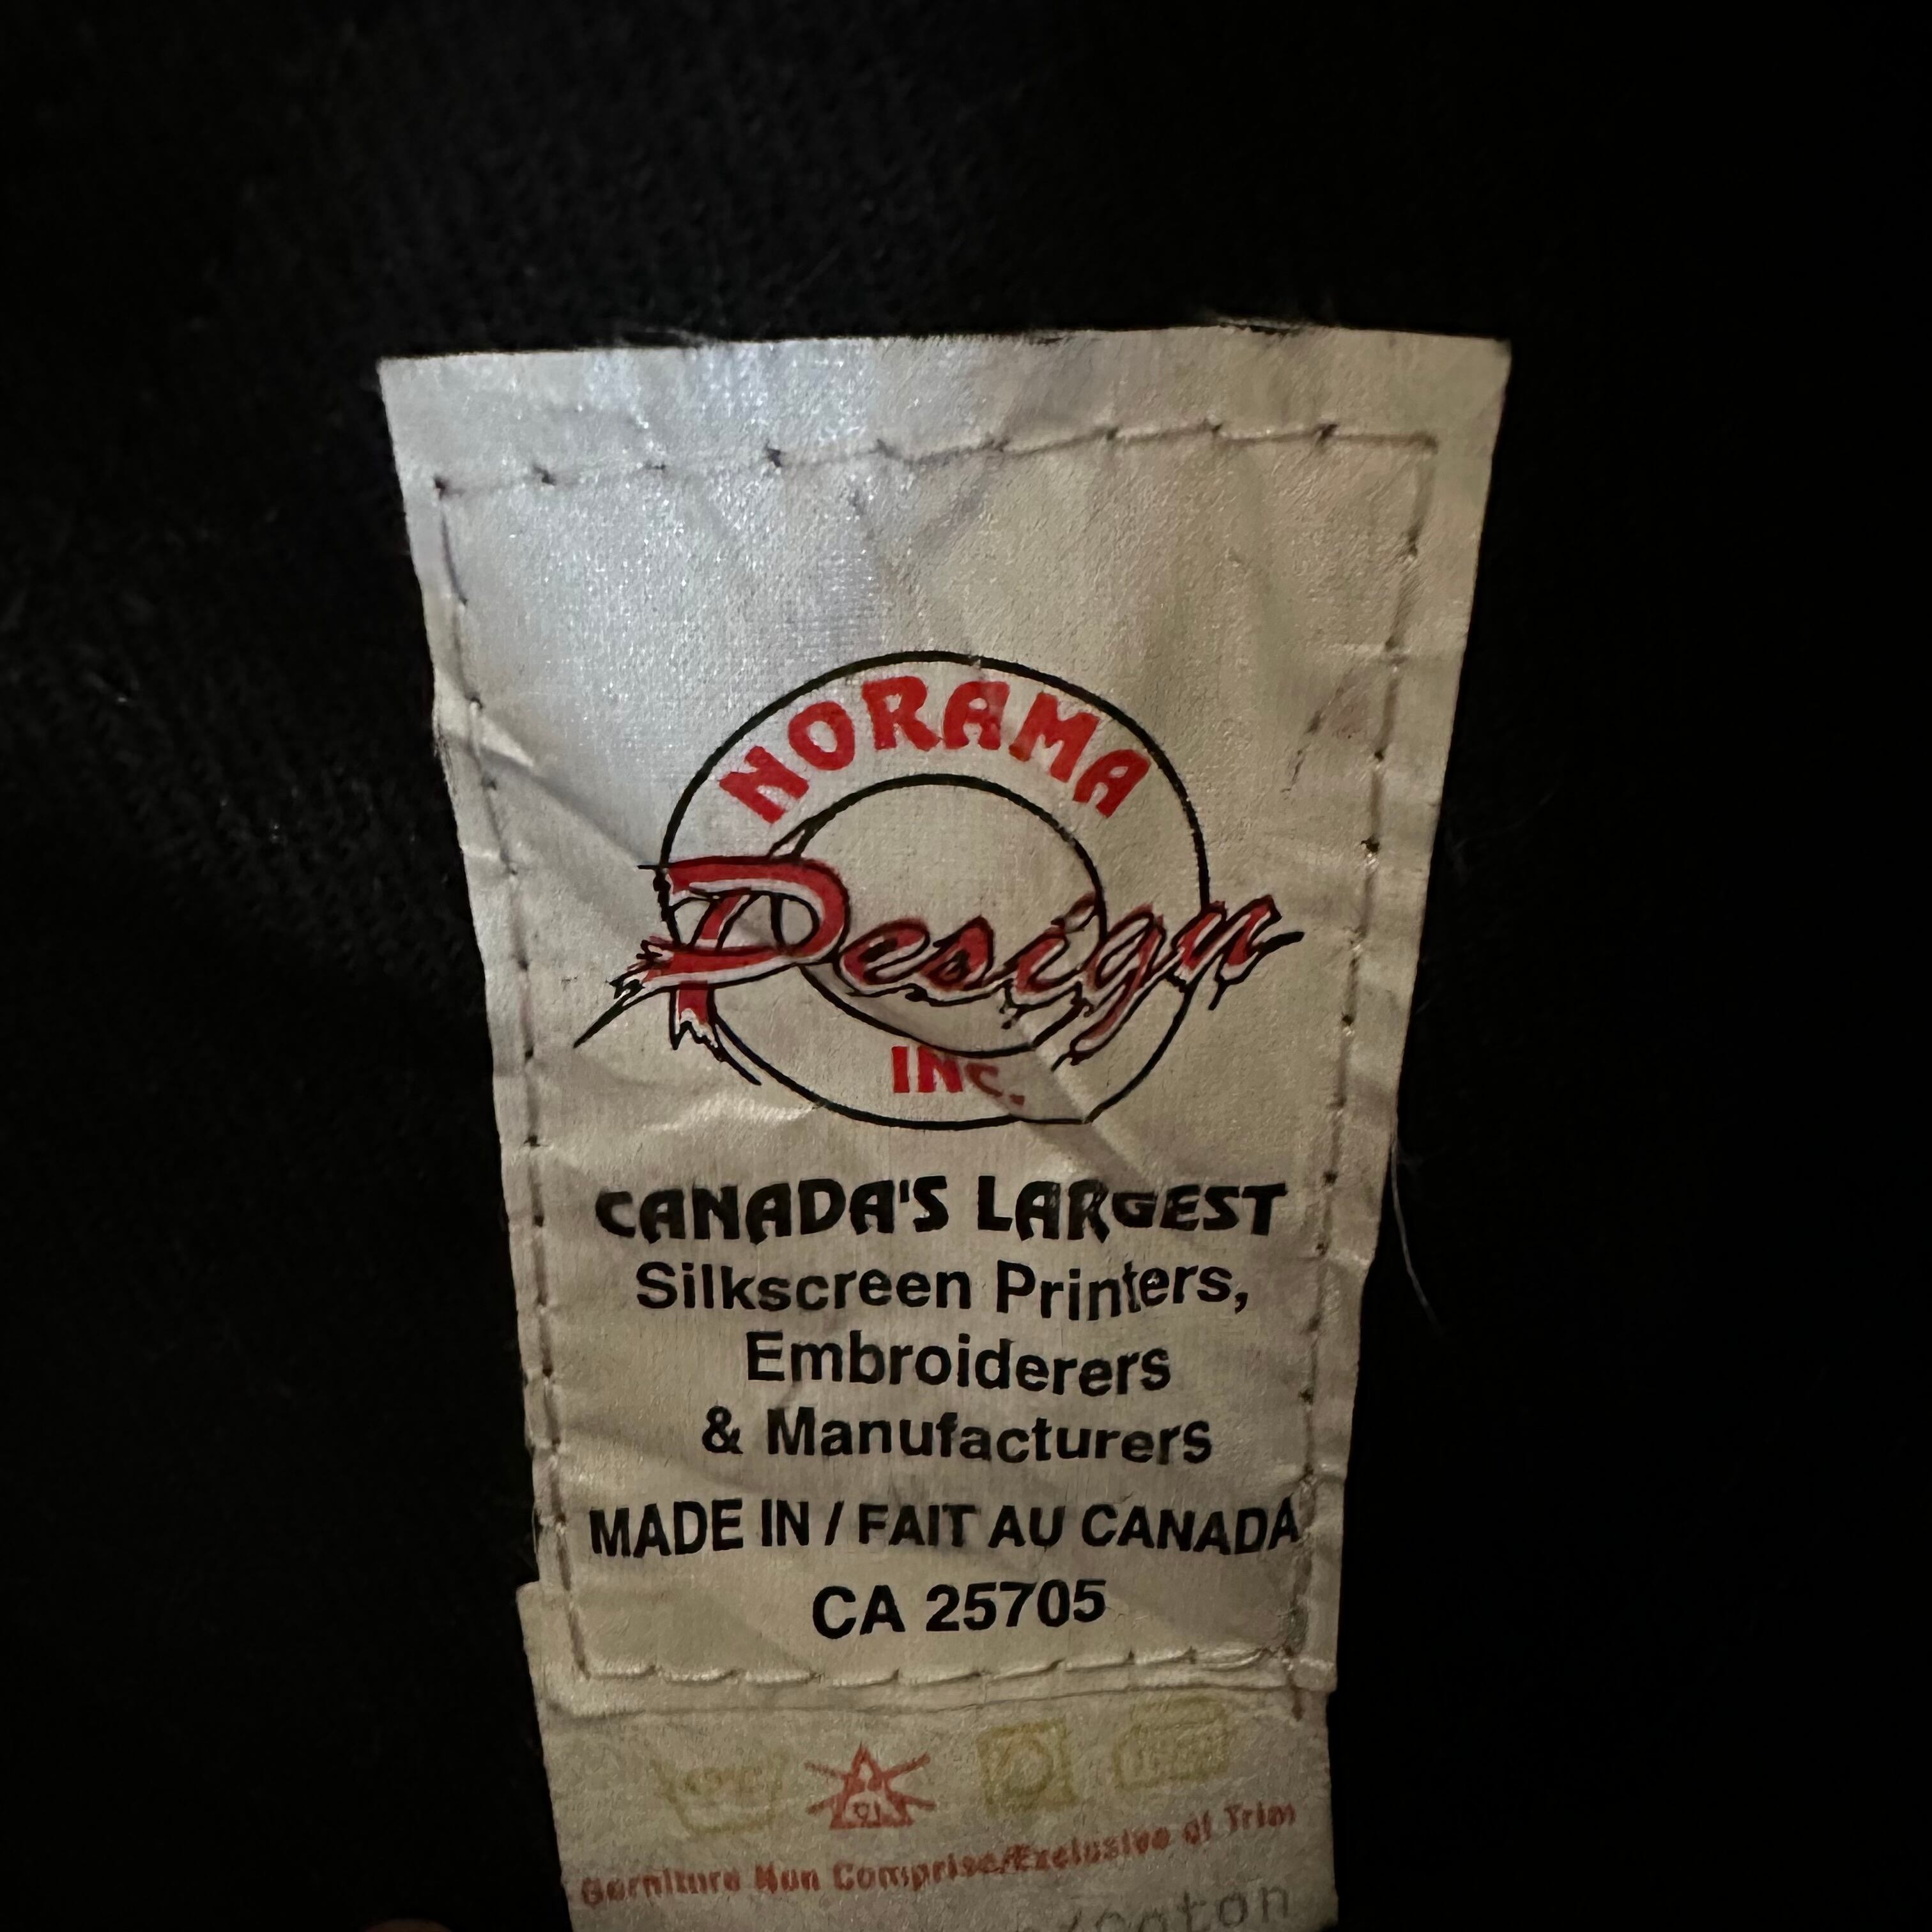 NORAMA
Design
INC.
CANADA'S LARGEST
Silkscreen Printers,
Embroiderers
& Manufacturers
MADE IN / FAIT AU CANADA
CA 25705
Garniture Non Comprise/Exclusive of Trim